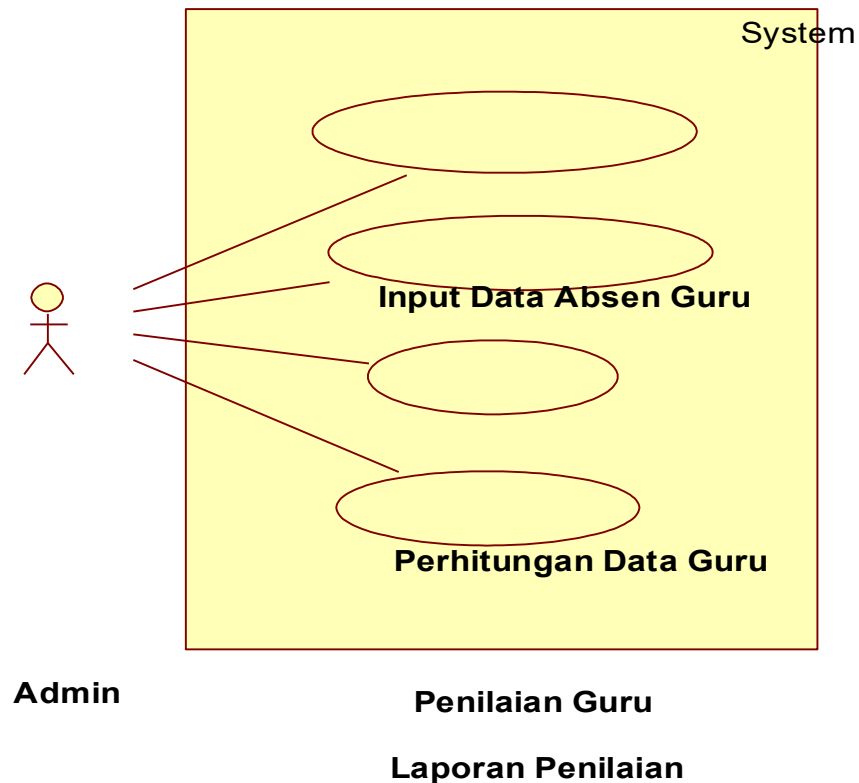 System
Input Data Absen Guru
Perhitungan Data Guru
Admin
Penilaian Guru
Laporan Penilaian